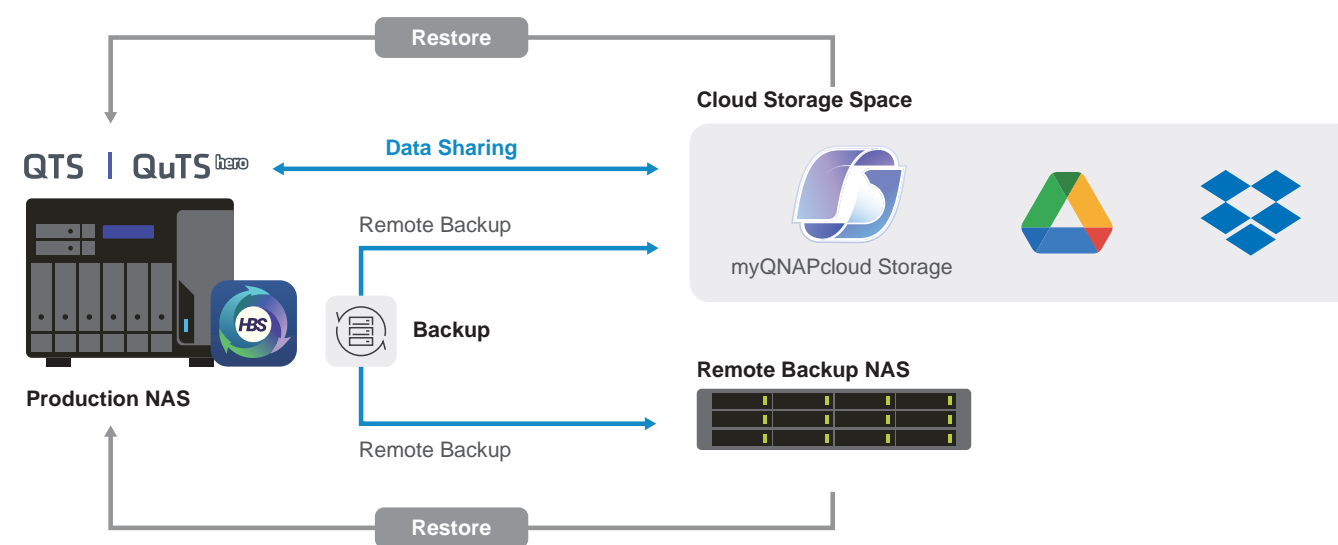 Restore
Cloud Storage Space
Data Sharing
QTS | QuTS hero
Remote Backup
myQNAPcloud Storage
HBS
Backup
Remote Backup NAS
Production NAS
Remote Backup
Restore